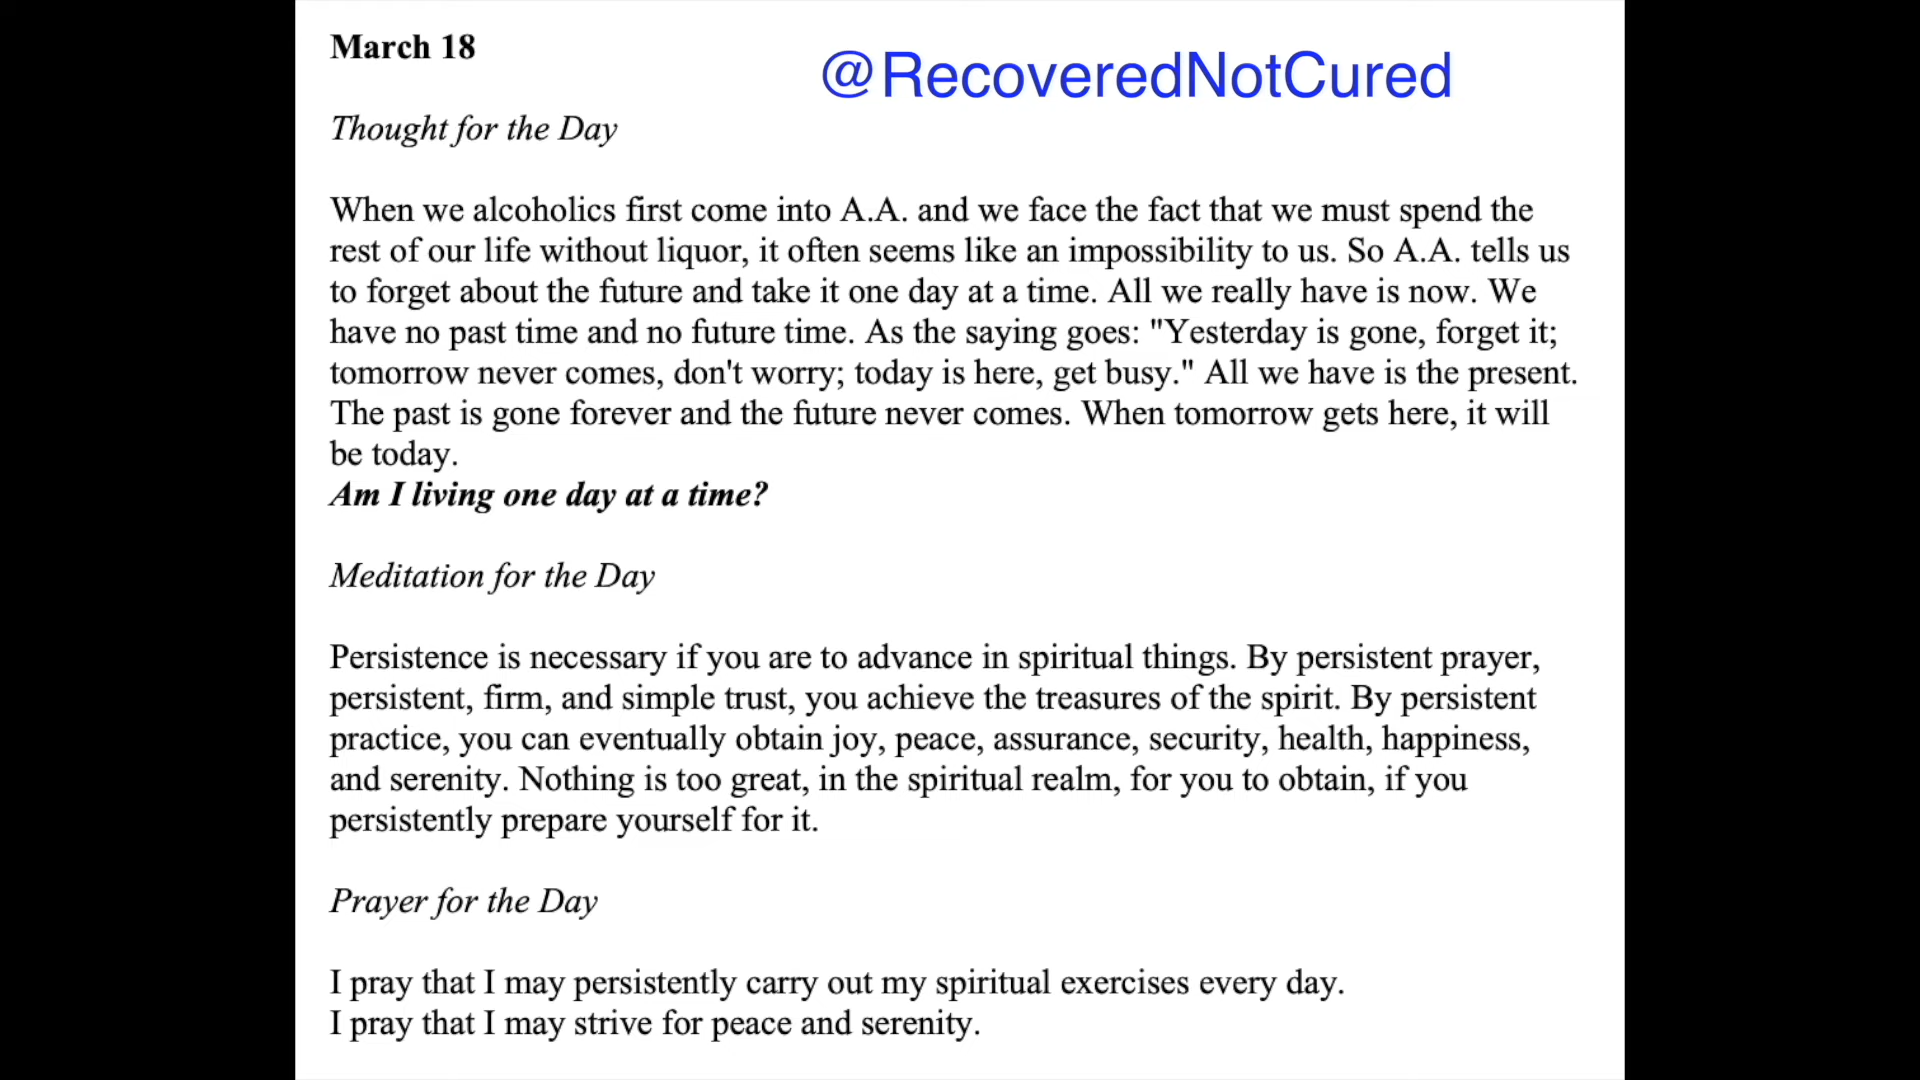 March 18
@RecoveredNotCured
Thought for the Day
When we alcoholics first come into A.A. and we face the fact that we must spend the
rest of our life without liquor, it often seems like an impossibility to us. So A.A. tells us
to forget about the future and take it one day at a time. All we really have is now. We
have no past time and no future time. As the saying goes: "Yesterday is gone, forget it;
tomorrow never comes, don't worry; today is here, get busy." All we have is the present.
The past is gone forever and the future never comes. When tomorrow gets here, it will
be today.
Am I living one day at a time?
Meditation for the Day
Persistence is necessary if you are to advance in spiritual things. By persistent prayer,
persistent, firm, and simple trust, you achieve the treasures of the spirit. By persistent
practice, you can eventually obtain joy, peace, assurance, security, health, happiness,
and serenity. Nothing is too great, in the spiritual realm, for you to obtain, if you
persistently prepare yourself for it.
Prayer for the Day
I pray that I may persistently carry out my spiritual exercises every day.
I pray that I may strive for peace and serenity.